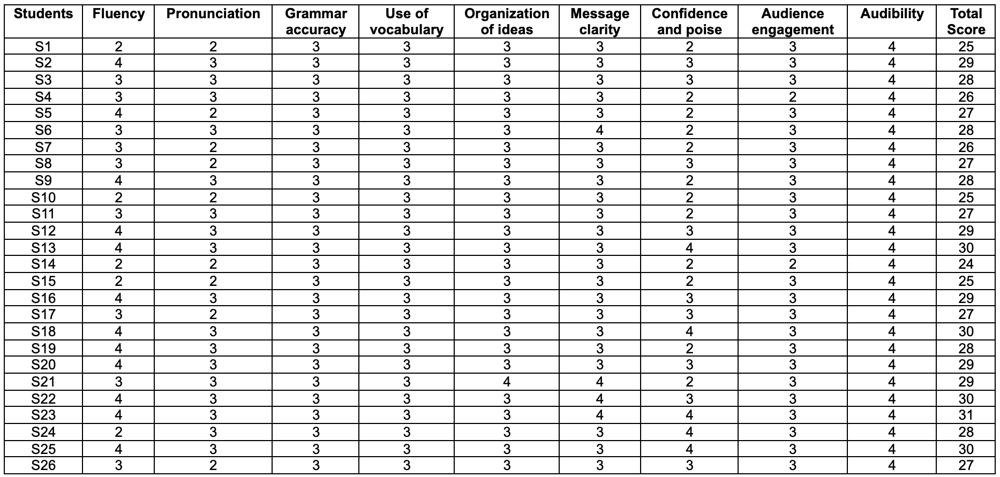 Students Fluency Pronunciation Grammar accuracy Use of vocabulary Organization of ideas Message clarity Confidence and poise Audience engagement Audibility Total Score
S1 2 2 3 3 3 3 2 3 4 25
S2 4 3 3 3 3 3 3 3 4 29
S3 3 3 3 3 3 3 3 3 4 28
S4 3 3 3 3 3 3 2 2 4 26
S5 4 2 3 3 3 3 2 3 4 27
S6 3 3 3 3 3 4 2 3 4 28
S7 3 2 3 3 3 3 2 3 4 26
S8 3 2 3 3 3 3 3 3 4 27
S9 4 3 3 3 3 3 2 3 4 28
S10 2 2 3 3 3 3 2 3 4 25
S11 3 3 3 3 3 3 2 3 4 27
S12 4 3 3 3 3 3 3 3 4 29
S13 4 3 3 3 3 3 4 3 4 30
S14 2 2 3 3 3 3 2 2 4 24
S15 2 2 3 3 3 3 2 3 4 25
S16 4 3 3 3 3 3 3 3 4 29
S17 3 2 3 3 3 3 3 3 4 27
S18 4 3 3 3 3 3 4 3 4 30
S19 4 3 3 3 3 3 2 3 4 28
S20 4 3 3 3 3 3 3 3 4 29
S21 3 3 3 3 4 4 2 3 4 29
S22 4 3 3 3 3 4 3 3 4 30
S23 4 3 3 3 3 4 4 3 4 31
S24 2 3 3 3 3 3 4 3 4 28
S25 4 3 3 3 3 3 4 3 4 30
S26 3 2 3 3 3 3 3 3 4 27